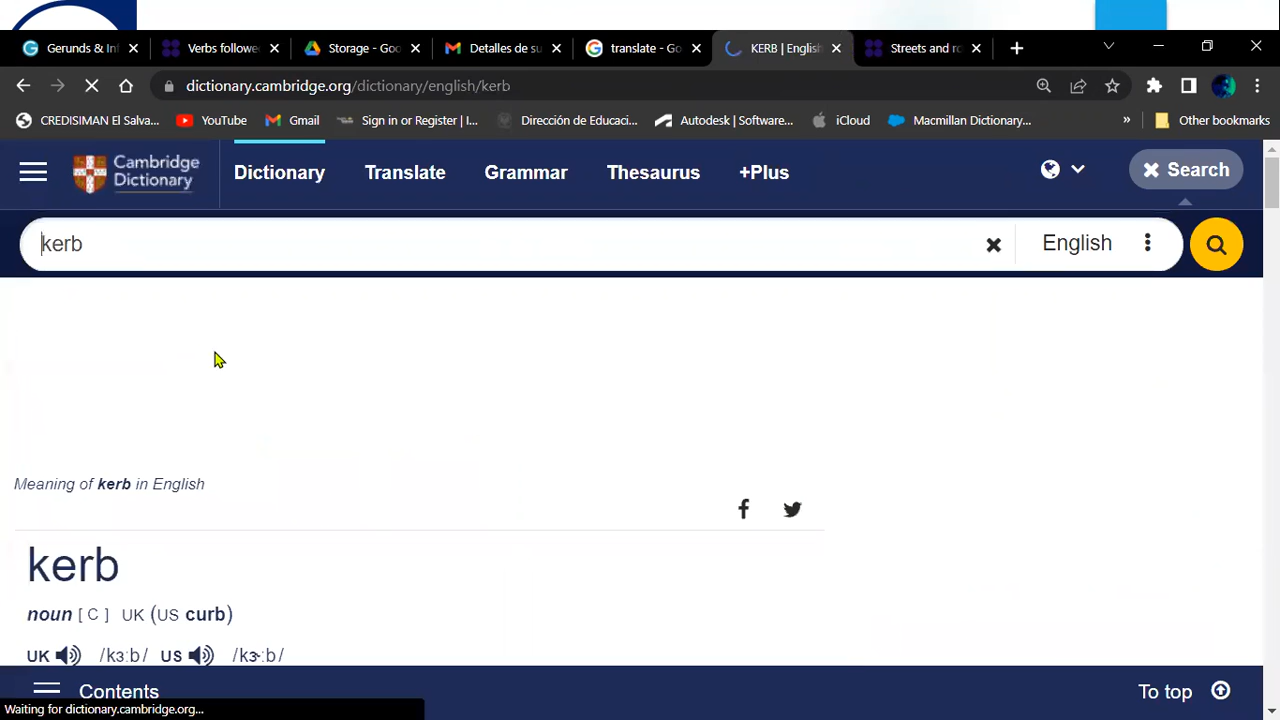 Gerunds & Inf
Verbs followe
Storage - Goo
Detalles de su
translate - Go
KERB | English
Streets and ro
dictionary.cambridge.org/dictionary/english/kerb
CREDISIMAN El Salva...
YouTube
Gmail
Sign in or Register | I...
Dirección de Educaci...
Autodesk | Software...
iCloud
Macmillan Dictionary...
»
Other bookmarks
Cambridge
Dictionary
Dictionary
Translate
Grammar
Thesaurus
+Plus
Search
kerb
English
Meaning of kerb in English
kerb
noun [ C ] UK (US curb)
UK /kɜːb/ US /kɝːb/
Contents
To top
Waiting for dictionary.cambridge.org...